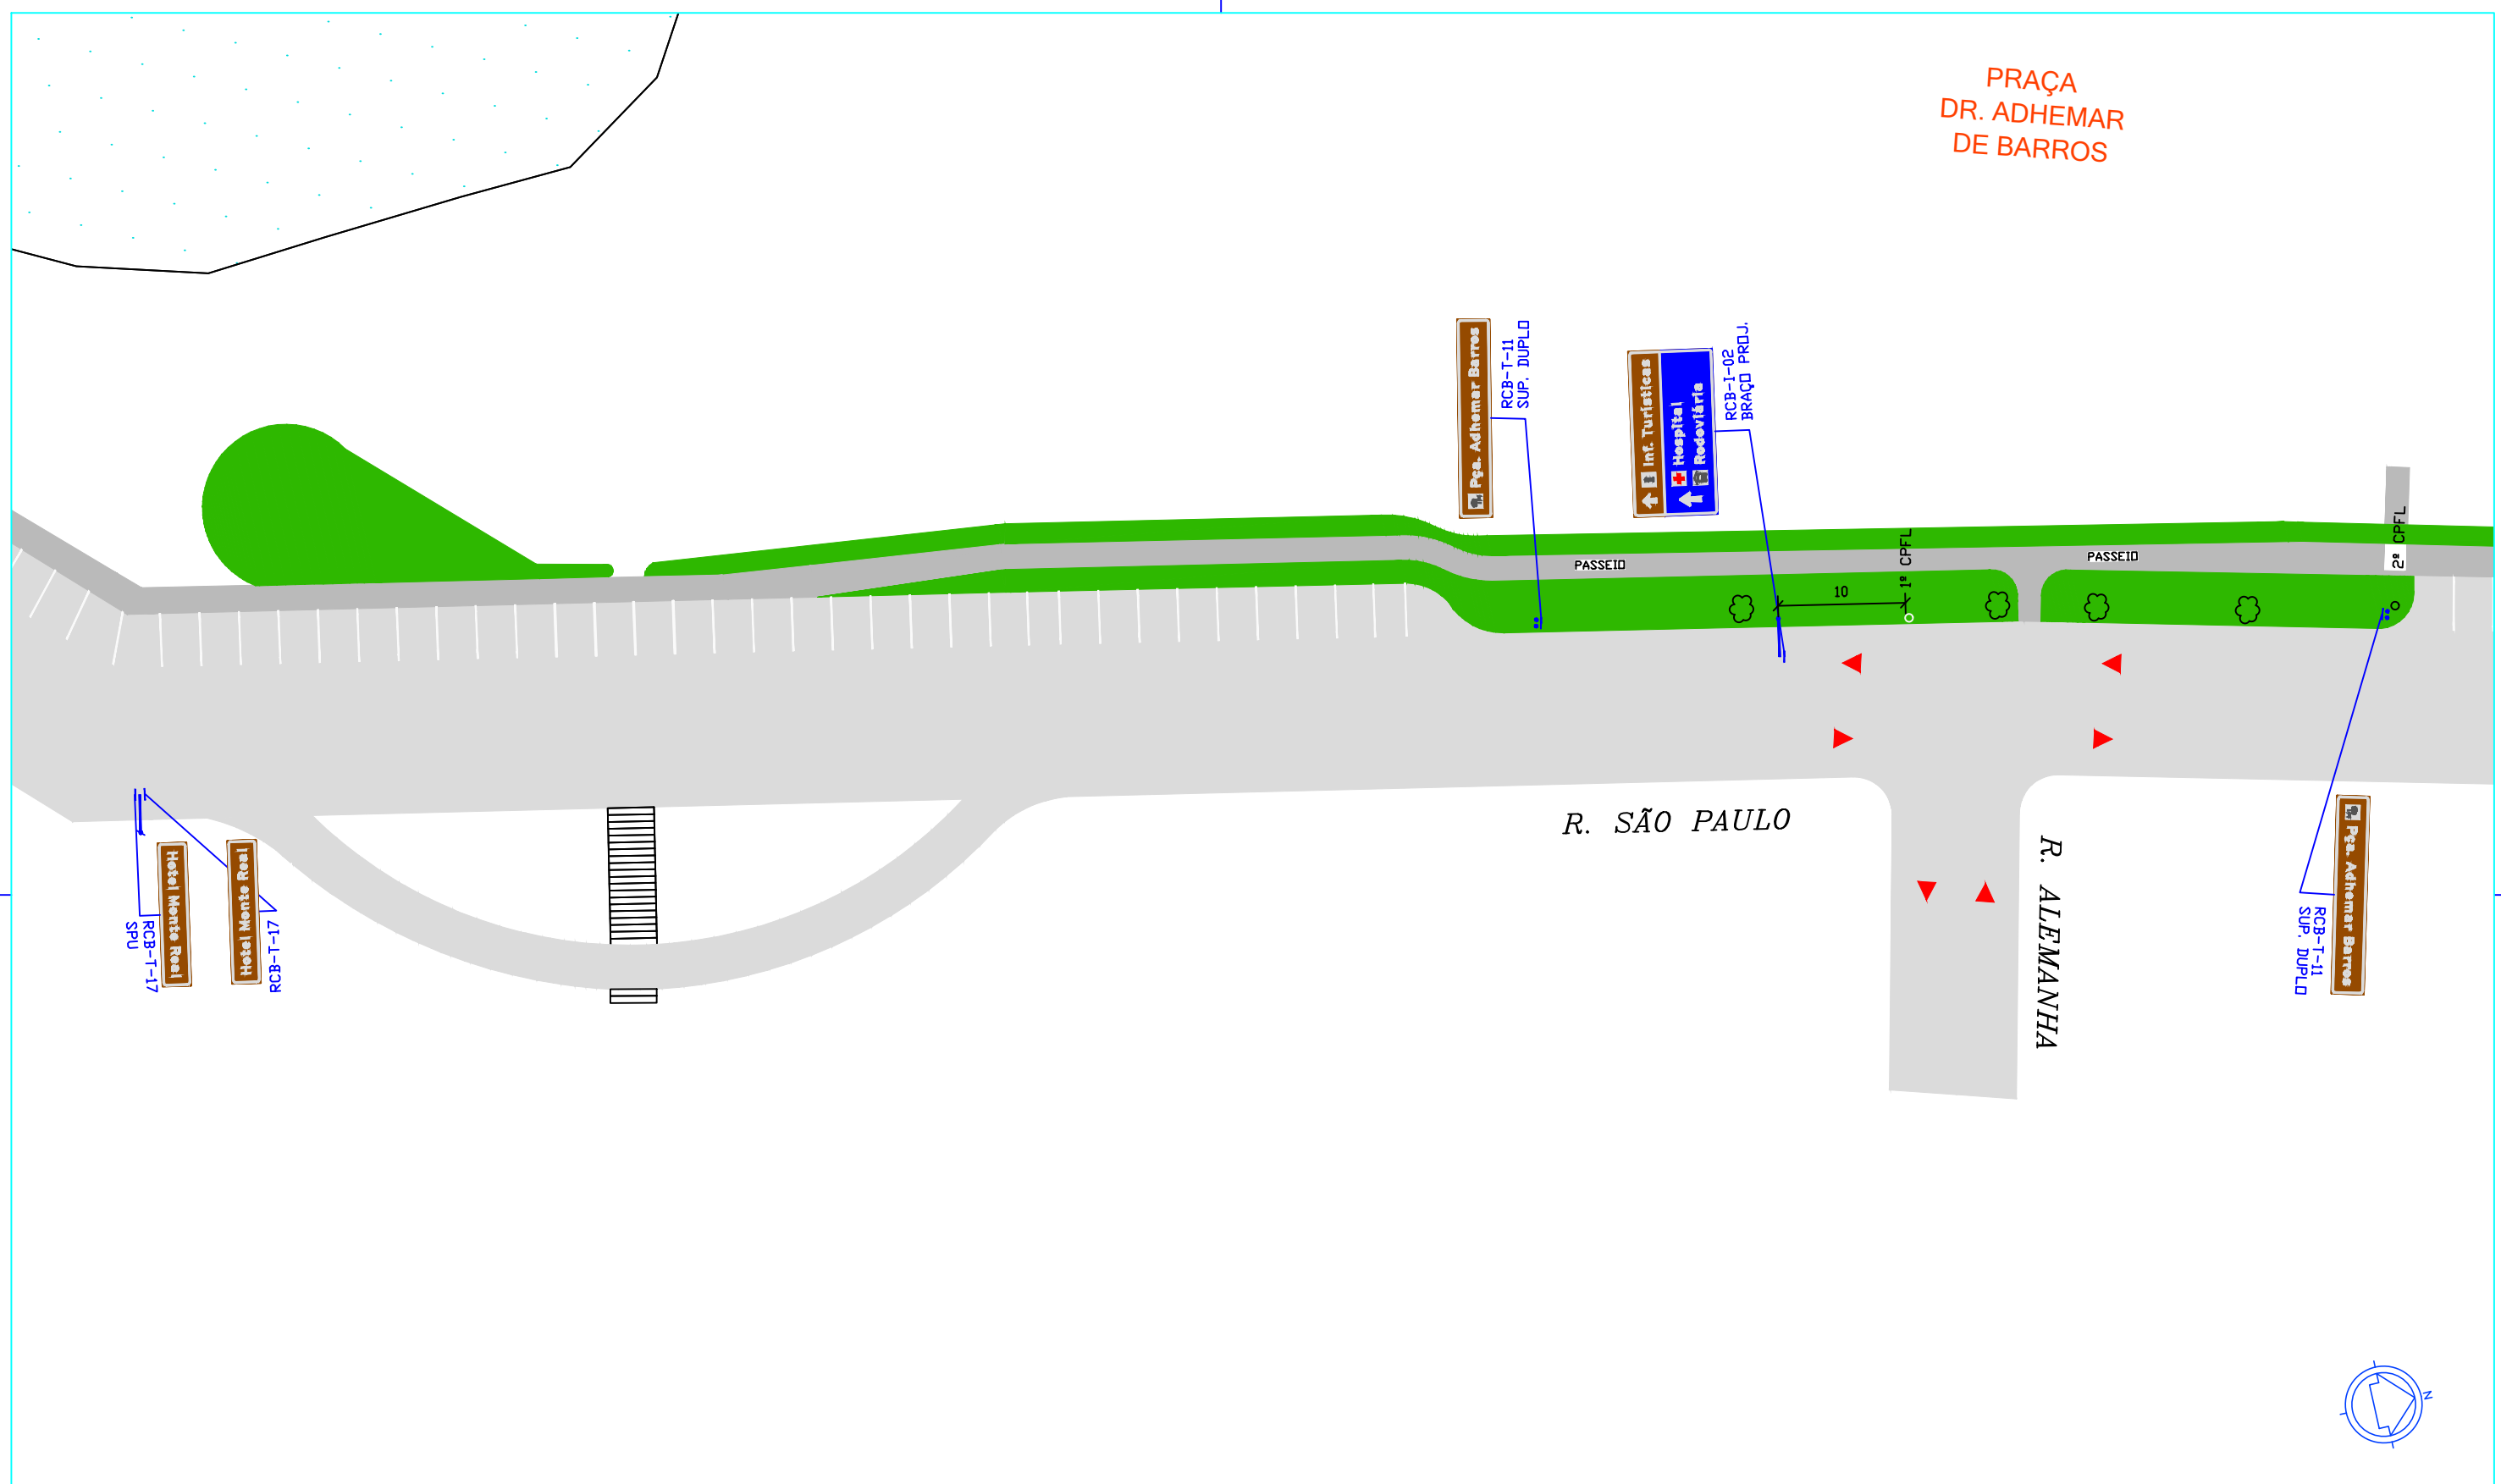 PRAÇA
DR. ADHEMAR
DE BARROS
Pça. Adhemar Barros
RCB-T-11
SUP. DUPLO
Inf. Turísticas
Hospital
Rodoviária
RCB-I-02
BRAÇO PROJ.
PASSEIO
10
1º CPFL
PASSEIO
2º CPFL
R. SÃO PAULO
R. ALEMANHA
Hotel Monte Real
RCB-T-17
SPU
Hotel Monte Real
RCB-T-17
Pça. Adhemar Barros
RCB-T-11
SUP. DUPLO
N